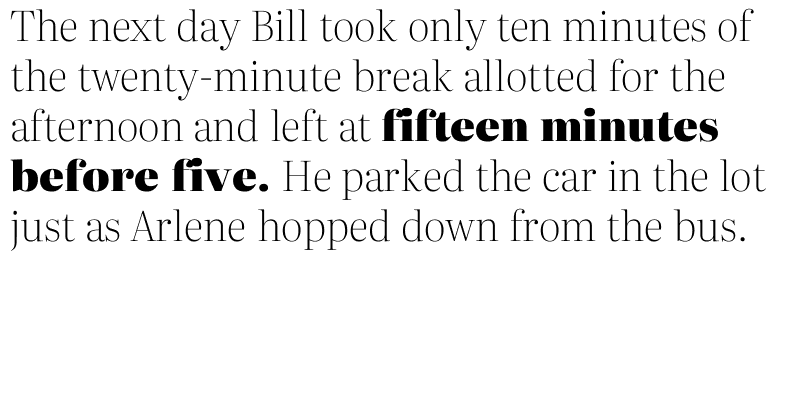 The next day Bill took only ten minutes of
the twenty-minute break allotted for the
afternoon and left at fifteen minutes
before five. He parked the car in the lot
just as Arlene hopped down from the bus.